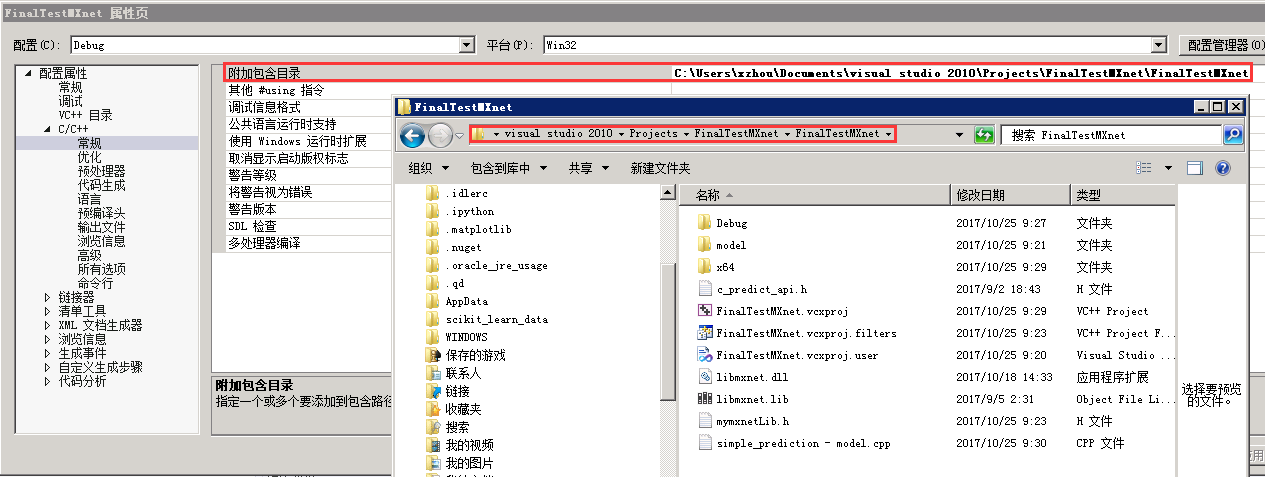 FinalTestMXnet 属性页
配置(C): Debug 平台(P): Win32 配置管理器(O)
配置属性
常规
调试
VC++ 目录
C/C++
常规
优化
预处理器
代码生成
语言
预编译头
输出文件
浏览信息
高级
所有选项
命令行
链接器
清单工具
XML 文档生成器
浏览信息
生成事件
自定义生成步骤
代码分析
附加包含目录 C:\Users\xzhou\Documents\visual studio 2010\Projects\FinalTestMXnet\FinalTestMXnet
其他 #using 指令
调试信息格式
公共语言运行时支持
使用 Windows 运行时扩展
取消显示启动版权标志
警告等级
将警告视为错误
警告版本
SDL 检查
多处理器编译
附加包含目录
指定一个或多个要添加到包含路径
FinalTestMXnet
visual studio 2010 Projects FinalTestMXnet FinalTestMXnet
搜索 FinalTestMXnet
组织 包含到库中 共享 新建文件夹
.idlerc
.ipython
.matplotlib
.nuget
.oracle_jre_usage
.qd
AppData
scikit_learn_data
WINDOWS
保存的游戏
联系人
链接
收藏夹
搜索
我的视频
我的图片
名称 修改日期 类型
Debug 2017/10/25 9:27 文件夹
model 2017/10/25 9:21 文件夹
x64 2017/10/25 9:29 文件夹
c_predict_api.h 2017/9/2 18:43 H 文件
FinalTestMXnet.vcxproj 2017/10/25 9:29 VC++ Project
FinalTestMXnet.vcxproj.filters 2017/10/25 9:23 VC++ Project F...
FinalTestMXnet.vcxproj.user 2017/10/25 9:20 Visual Studio ...
libmxnet.dll 2017/10/18 14:33 应用程序扩展
libmxnet.lib 2017/9/5 2:31 Object File Li...
mymxnetLib.h 2017/10/25 9:23 H 文件
simple_prediction - model.cpp 2017/10/25 9:30 CPP 文件
选择要预览
的文件。